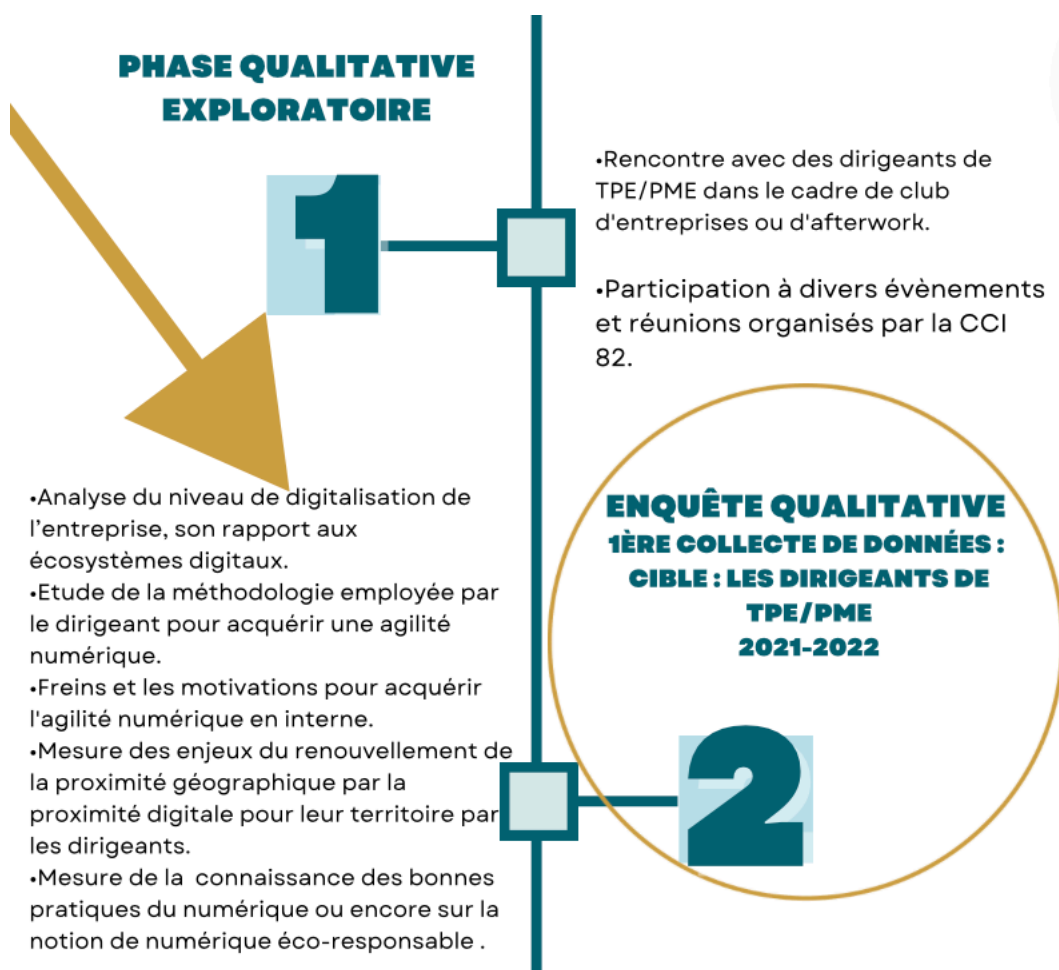 PHASE QUALITATIVE
EXPLORATOIRE
1
•Rencontre avec des dirigeants de
TPE/PME dans le cadre de club
d'entreprises ou d'afterwork.
•Participation à divers évènements
et réunions organisés par la CCI
82.
•Analyse du niveau de digitalisation de
l’entreprise, son rapport aux
écosystèmes digitaux.
•Etude de la méthodologie employée par
le dirigeant pour acquérir une agilité
numérique.
•Freins et les motivations pour acquérir
l'agilité numérique en interne.
•Mesure des enjeux du renouvellement de
la proximité géographique par la
proximité digitale pour leur territoire par
les dirigeants.
•Mesure de la  connaissance des bonnes
pratiques du numérique ou encore sur la
notion de numérique éco-responsable .
ENQUÊTE QUALITATIVE
1ÈRE COLLECTE DE DONNÉES :
CIBLE : LES DIRIGEANTS DE
TPE/PME
2021-2022
2